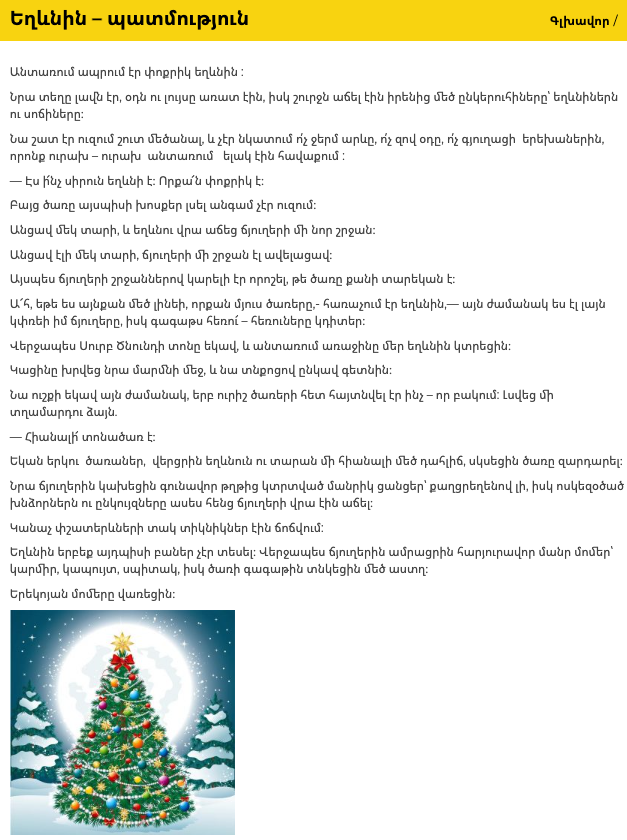 Եղևնին – պատմություն
Գլխավոր /
Անտառում ապրում էր փոքրիկ եղևնին :
Նրա տեղը լավն էր, օդն ու լույսը առատ էին, իսկ շուրջն աճել էին իրենից մեծ ընկերուհիները՝ եղևնիներն
ու սոճիները:
Նա շատ էր ուզում շուտ մեծանալ, և չէր նկատում ո՛չ ջերմ արևը, ո՛չ զով օդը, ո՛չ գյուղացի  երեխաներին,
որոնք ուրախ – ուրախ  անտառում   ելակ էին հավաքում :
— Էս ի՜նչ սիրուն եղևնի է: Որքա՜ն փոքրիկ է:
Բայց ծառը այսպիսի խոսքեր լսել անգամ չէր ուզում:
Անցավ մեկ տարի, և եղևնու վրա աճեց ճյուղերի մի նոր շրջան:
Անցավ էլի մեկ տարի, ճյուղերի մի շրջան էլ ավելացավ:
Այսպես ճյուղերի շրջաններով կարելի էր որոշել, թե ծառը քանի տարեկան է:
Ա՜հ, եթե ես այնքան մեծ լինեի, որքան մյուս ծառերը,- հառաչում էր եղևնին,— այն ժամանակ ես էլ լայն
կփռեի իմ ճյուղերը, իսկ գագաթս հեռու՜ – հեռուները կդիտեր:
Վերջապես Սուրբ Ծնունդի տոնը եկավ, և անտառում առաջինը մեր եղևնին կտրեցին:
Կացինը խրվեց նրա մարմնի մեջ, և նա տնքոցով ընկավ գետնին:
Նա ուշքի եկավ այն ժամանակ, երբ ուրիշ ծառերի հետ հայտնվել էր ինչ – որ բակում: Լսվեց մի
տղամարդու ձայն.
— Հիանալի՜ տոնածառ է:
Եկան երկու  ծառաներ,  վերցրին եղևնուն ու տարան մի հիանալի մեծ դահլիճ, սկսեցին ծառը զարդարել:
Նրա ճյուղերին կախեցին գունավոր թղթից կտրտված մանրիկ ցանցեր՝ քաղցրեղենով լի, իսկ ոսկեզօծած
խնձորներն ու ընկույզները ասես հենց ճյուղերի վրա էին աճել:
Կանաչ փշատերևների տակ տիկնիկներ էին ճոճվում:
Եղևնին երբեք այդպիսի բաներ չէր տեսել: Վերջապես ճյուղերին ամրացրին հարյուրավոր մանր մոմեր՝
կարմիր, կապույտ, սպիտակ, իսկ ծառի գագաթին տնկեցին մեծ աստղ:
Երեկոյան մոմերը վառեցին: